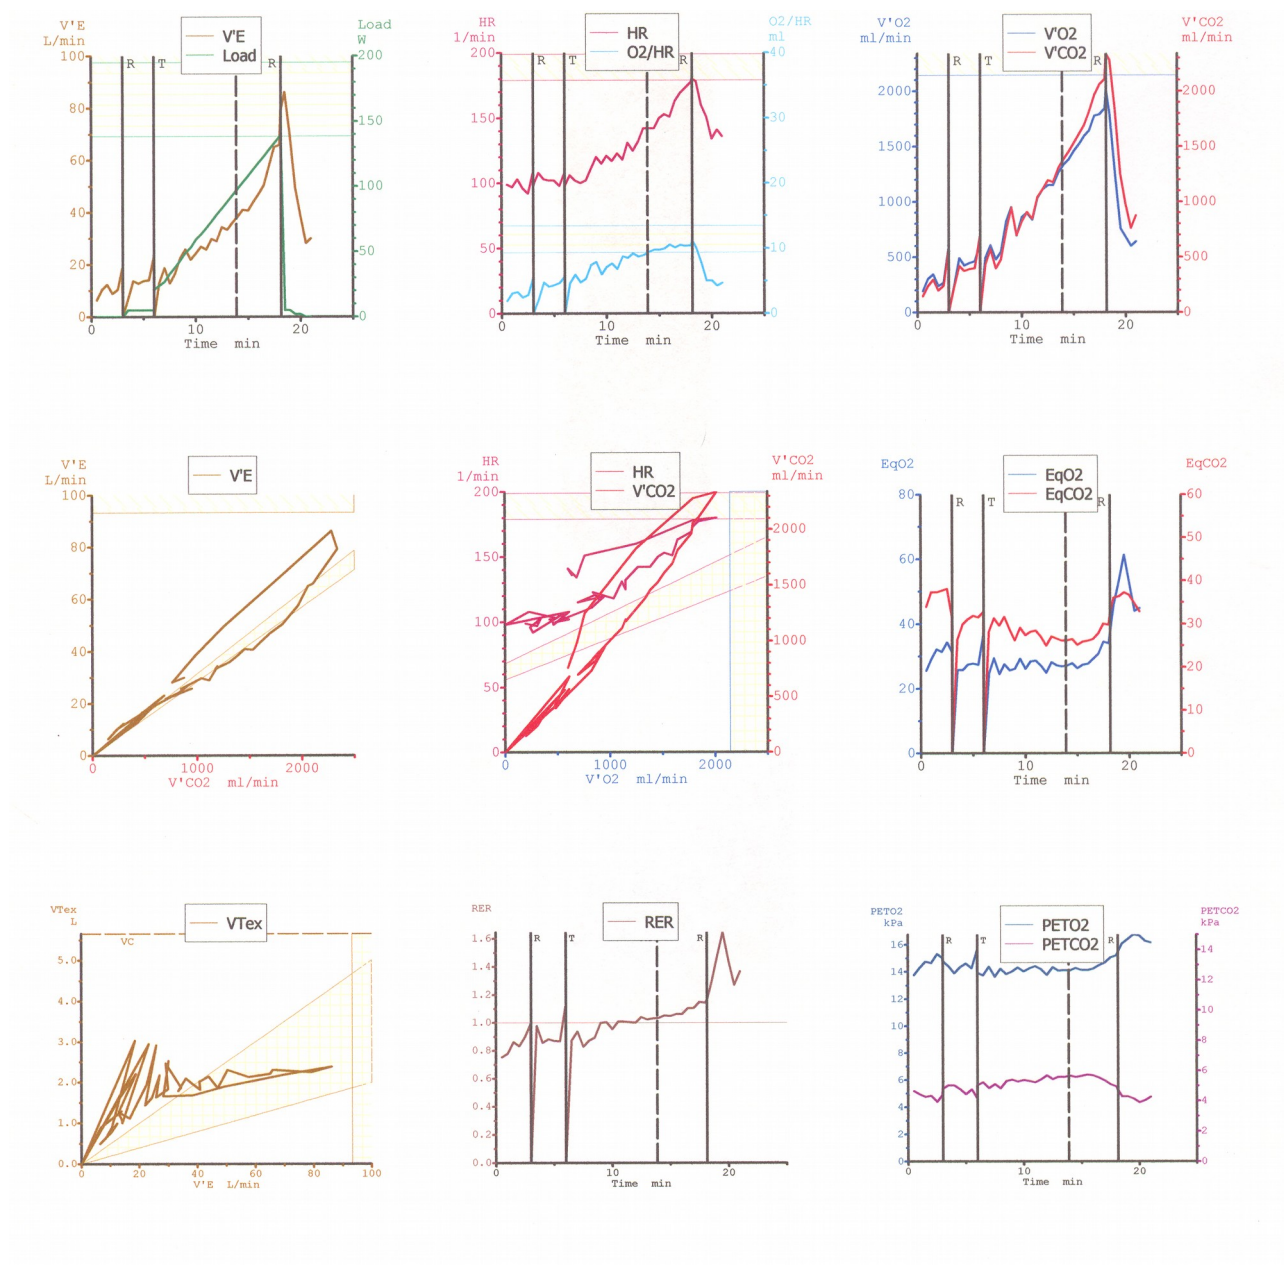 V'E
L/min
V'E
Load
Load
W
100
80
60
40
20
0
R
T
R
200
150
100
50
0
0
10
20
Time min
HR
1/min
HR
O2/HR
O2/HR
ml
200
150
100
50
0
R
T
R
40
30
20
10
0
0
10
20
Time min
V'O2
ml/min
V'O2
V'CO2
V'CO2
ml/min
2000
1500
1000
500
0
R
T
R
2000
1500
1000
500
0
0
10
20
Time min
V'E
L/min
V'E
100
80
60
40
20
0
0
1000
2000
V'CO2 ml/min
HR
1/min
HR
V'CO2
V'CO2
ml/min
200
150
100
50
0
2000
1500
1000
500
0
0
1000
2000
V'O2 ml/min
EqO2
EqO2
EqCO2
EqCO2
80
60
40
20
0
R
T
R
60
50
40
30
20
10
0
0
10
20
Time min
VTex
L
VTex
VC
5.0
4.0
3.0
2.0
1.0
0.0
0
20
40
60
80
100
V'E L/min
RER
RER
1.6
1.4
1.2
1.0
0.8
0.6
0.4
0.2
0.0
R
T
R
0
10
20
Time min
PETO2
kPa
PETO2
PETCO2
PETCO2
kPa
16
14
12
10
8
6
4
2
0
R
T
R
14
12
10
8
6
4
2
0
0
10
20
Time min